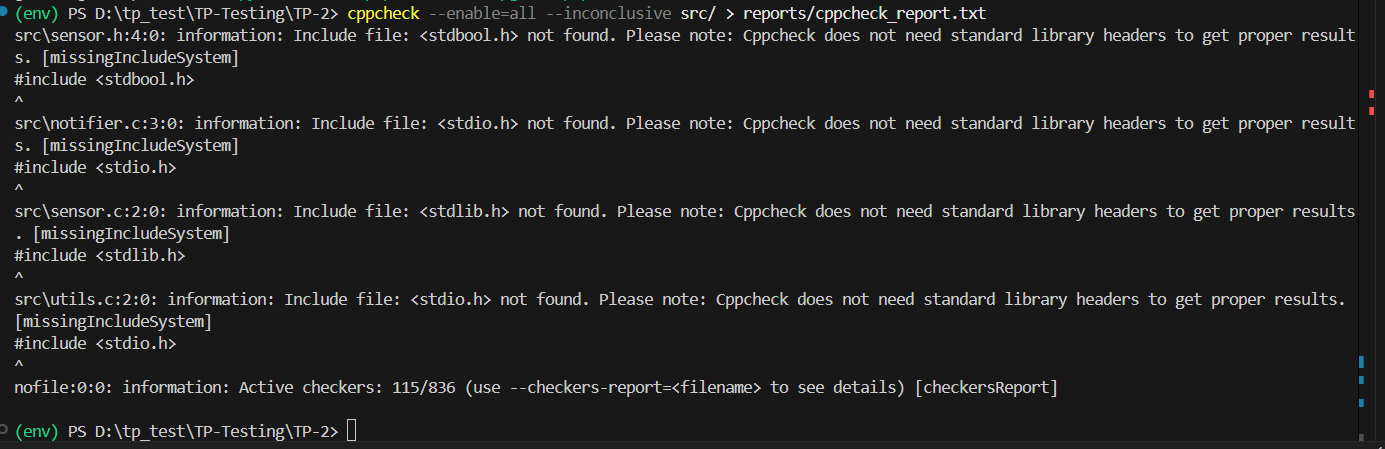 (env) PS D:\tp_test\TP-Testing\TP-2> cppcheck --enable=all --inconclusive src/ > reports/cppcheck_report.txt
src\sensor.h:4:0: information: Include file: <stdbool.h> not found. Please note: Cppcheck does not need standard library headers to get proper result
s. [missingIncludeSystem]
#include <stdbool.h>
^
src\notifier.c:3:0: information: Include file: <stdio.h> not found. Please note: Cppcheck does not need standard library headers to get proper result
s. [missingIncludeSystem]
#include <stdio.h>
^
src\sensor.c:2:0: information: Include file: <stdlib.h> not found. Please note: Cppcheck does not need standard library headers to get proper results
. [missingIncludeSystem]
#include <stdlib.h>
^
src\utils.c:2:0: information: Include file: <stdio.h> not found. Please note: Cppcheck does not need standard library headers to get proper results.
[missingIncludeSystem]
#include <stdio.h>
^
nofile:0:0: information: Active checkers: 115/836 (use --checkers-report=<filename> to see details) [checkersReport]
(env) PS D:\tp_test\TP-Testing\TP-2>